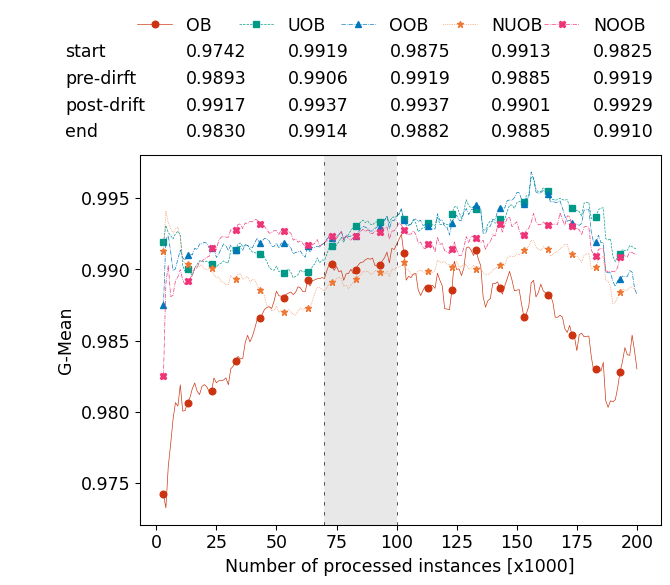 OB UOB OOB NUOB NOOB
start 0.9742 0.9919 0.9875 0.9913 0.9825
pre-dirft 0.9893 0.9906 0.9919 0.9885 0.9919
post-drift 0.9917 0.9937 0.9937 0.9901 0.9929
end 0.9830 0.9914 0.9882 0.9885 0.9910
0.995
0.990
0.985
0.980
0.975
G-Mean
0 25 50 75 100 125 150 175 200
Number of processed instances [x1000]